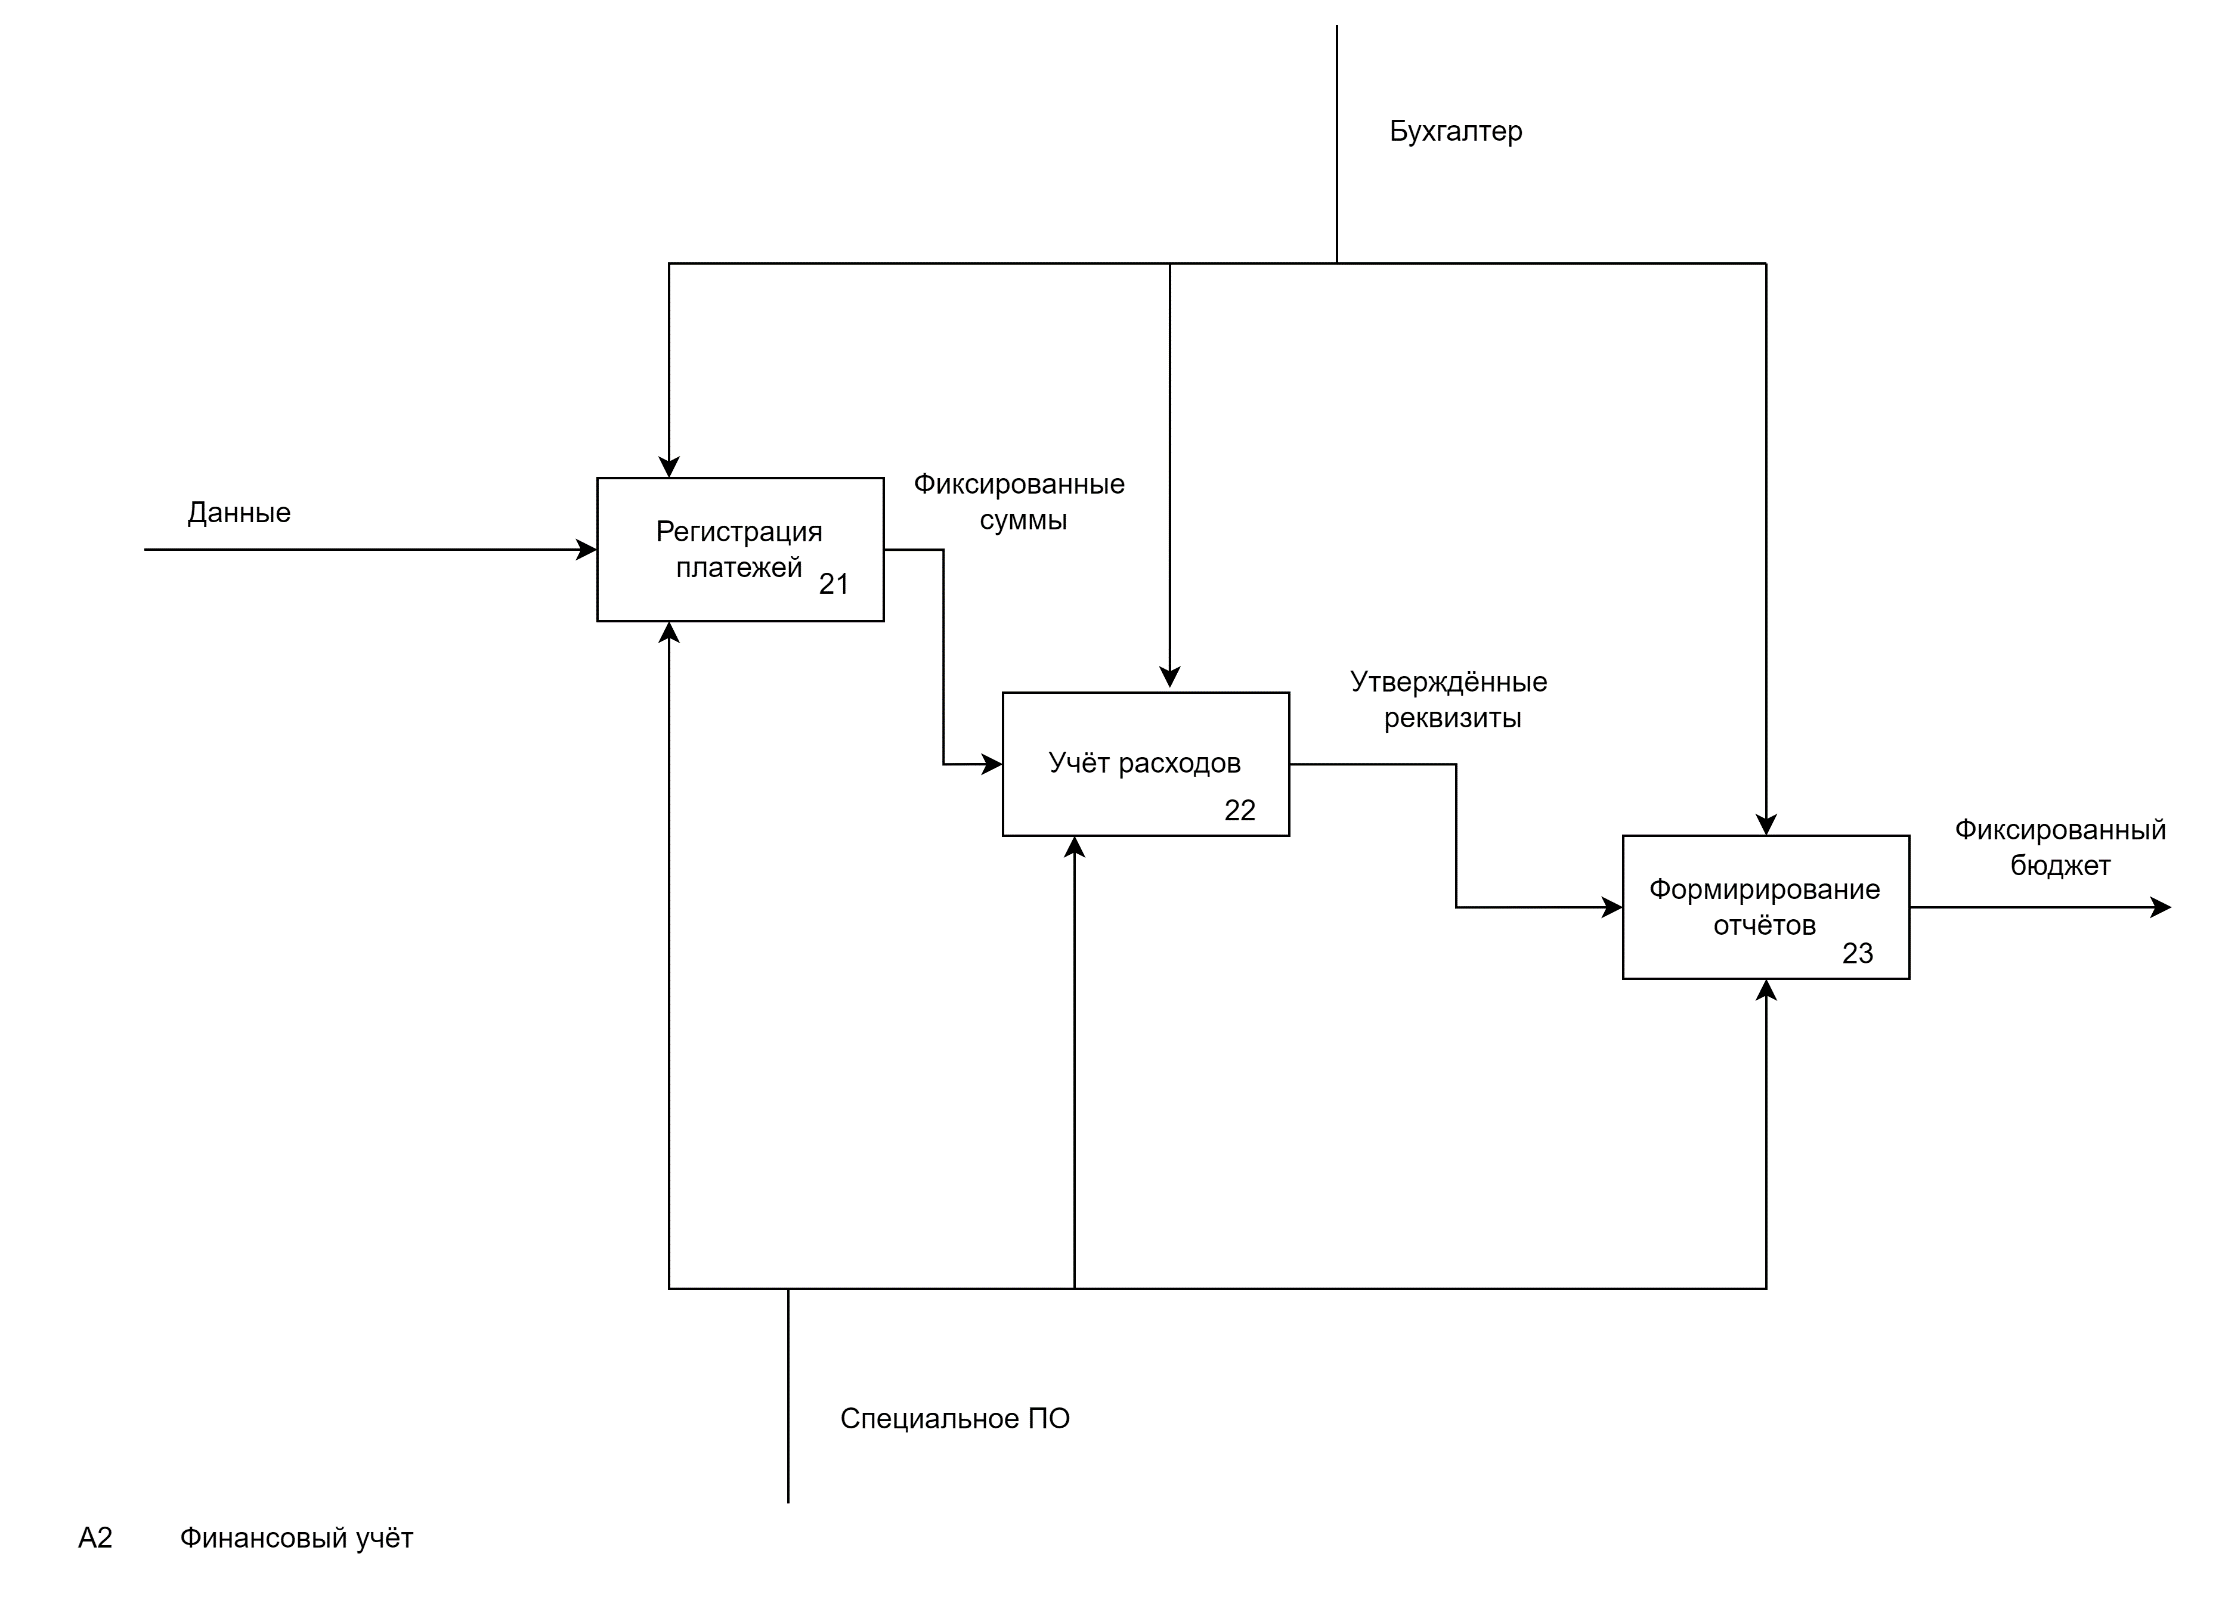 Бухгалтер
Данные
Регистрация
платежей
21
Фиксированные
суммы
Учёт расходов
22
Утверждённые
реквизиты
Формирирование
отчётов
23
Фиксированный
бюджет
Специальное ПО
А2 Финансовый учёт